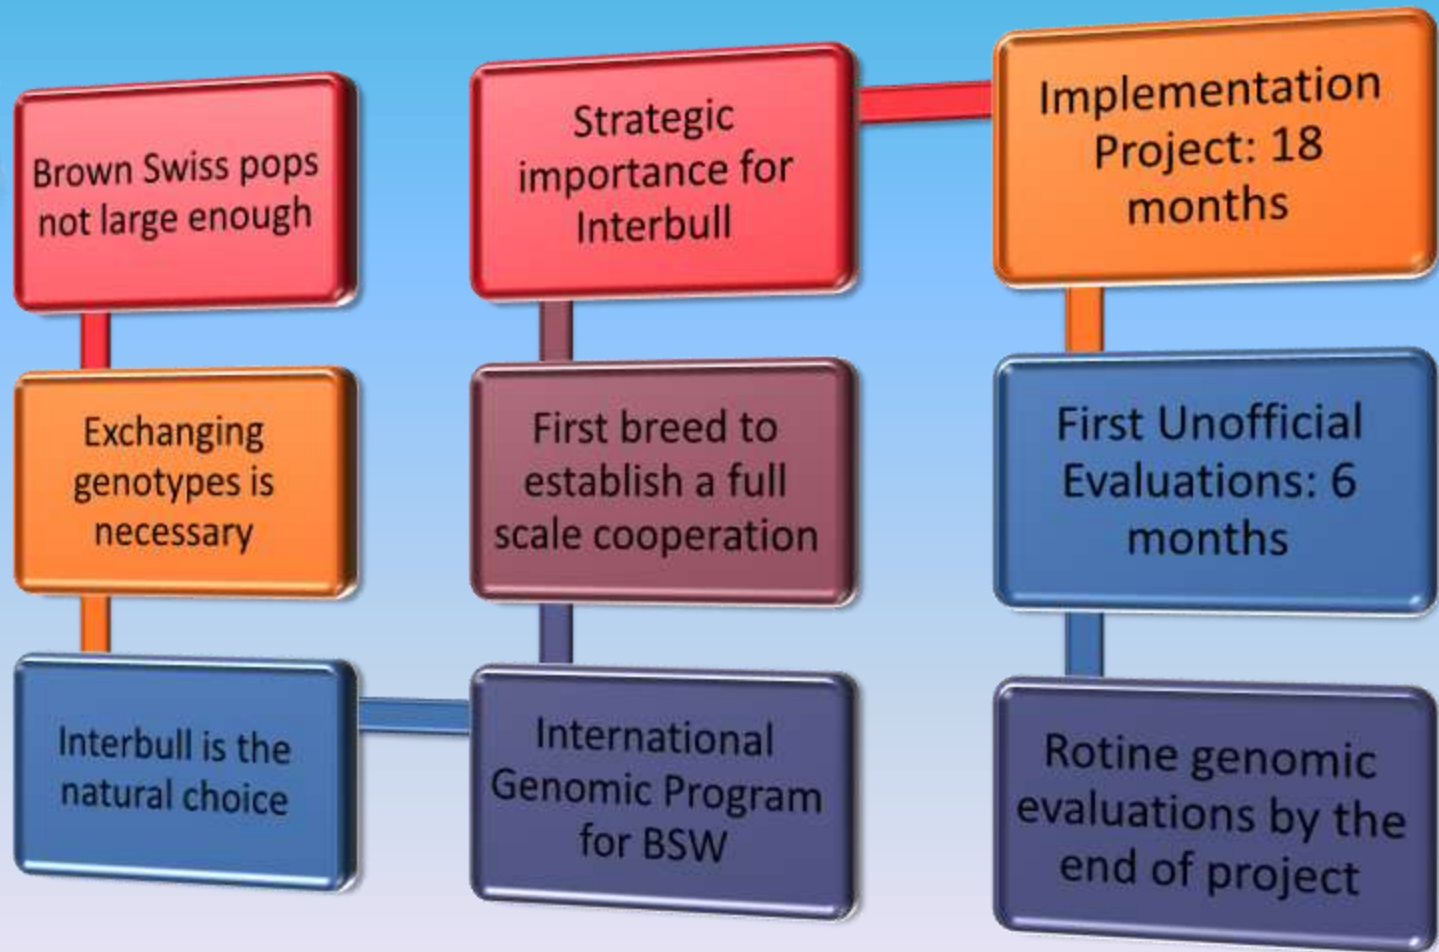 Brown Swiss pops
not large enough
Exchanging
genotypes is
necessary
Interbull is the
natural choice
International
Genomic Program
for BSW
First breed to
establish a full
scale cooperation
Strategic
importance for
Interbull
Implementation
Project: 18
months
First Unofficial
Evaluations: 6
months
Rotine genomic
evaluations by the
end of project